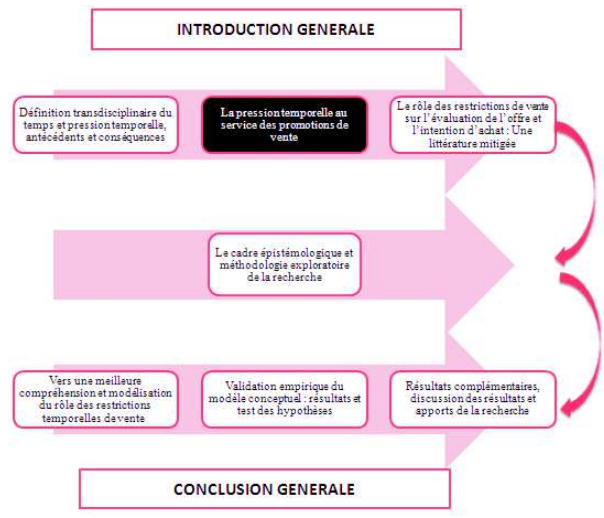 INTRODUCTION GENERALE
Définition transdisciplinaire du
temps et pression temporelle,
antécédents et conséquences
La pression temporelle au
service des promotions de
vente
Le rôle des restrictions de vente
sur l'évaluation de l'offre et
l'intention d'achat : Une
littérature mitigée
Le cadre épistémologique et
méthodologie exploratoire
de la recherche
Vers une meilleure
compréhension et modélisation
du rôle des restrictions
temporelles de vente
Validation empirique du
modèle conceptuel : résultats et
test des hypothèses
Résultats complémentaires,
discussion des résultats et
apports de la recherche
CONCLUSION GENERALE